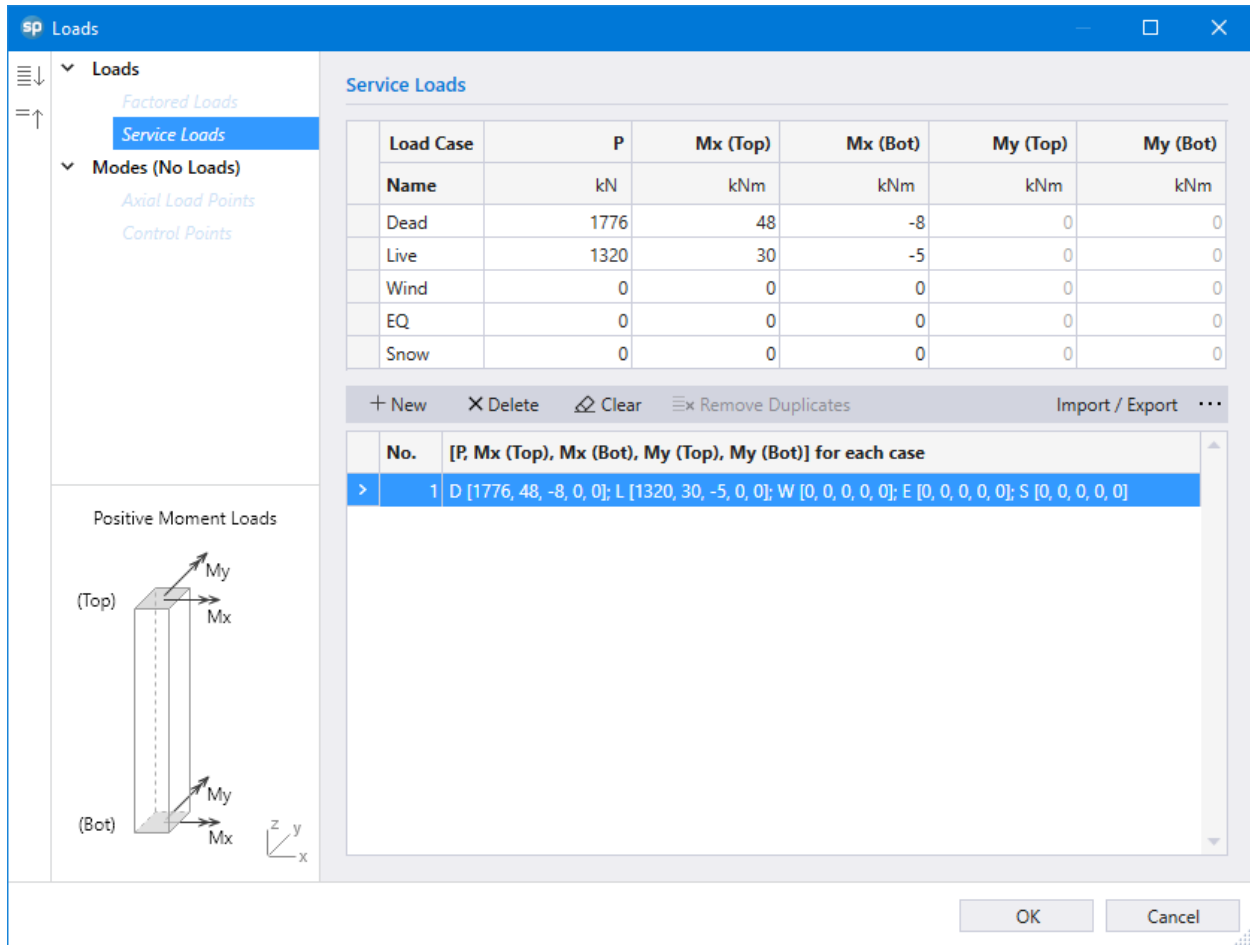 sp Loads
Loads
Factored Loads
Service Loads
Modes (No Loads)
Axial Load Points
Control Points
Service Loads
Load Case P Mx (Top) Mx (Bot) My (Top) My (Bot)
Name kN kNm kNm kNm kNm
Dead 1776 48 -8 0 0
Live 1320 30 -5 0 0
Wind 0 0 0 0 0
EQ 0 0 0 0 0
Snow 0 0 0 0 0
+ New Delete Clear Remove Duplicates Import / Export ...
No. [P, Mx (Top), Mx (Bot), My (Top), My (Bot)] for each case
1 D [1776, 48, -8, 0, 0]; L [1320, 30, -5, 0, 0]; W [0, 0, 0, 0, 0]; E [0, 0, 0, 0, 0]; S [0, 0, 0, 0, 0]
Positive Moment Loads
My
(Top)
Mx
My
(Bot)
Mx
z
y
x
OK Cancel